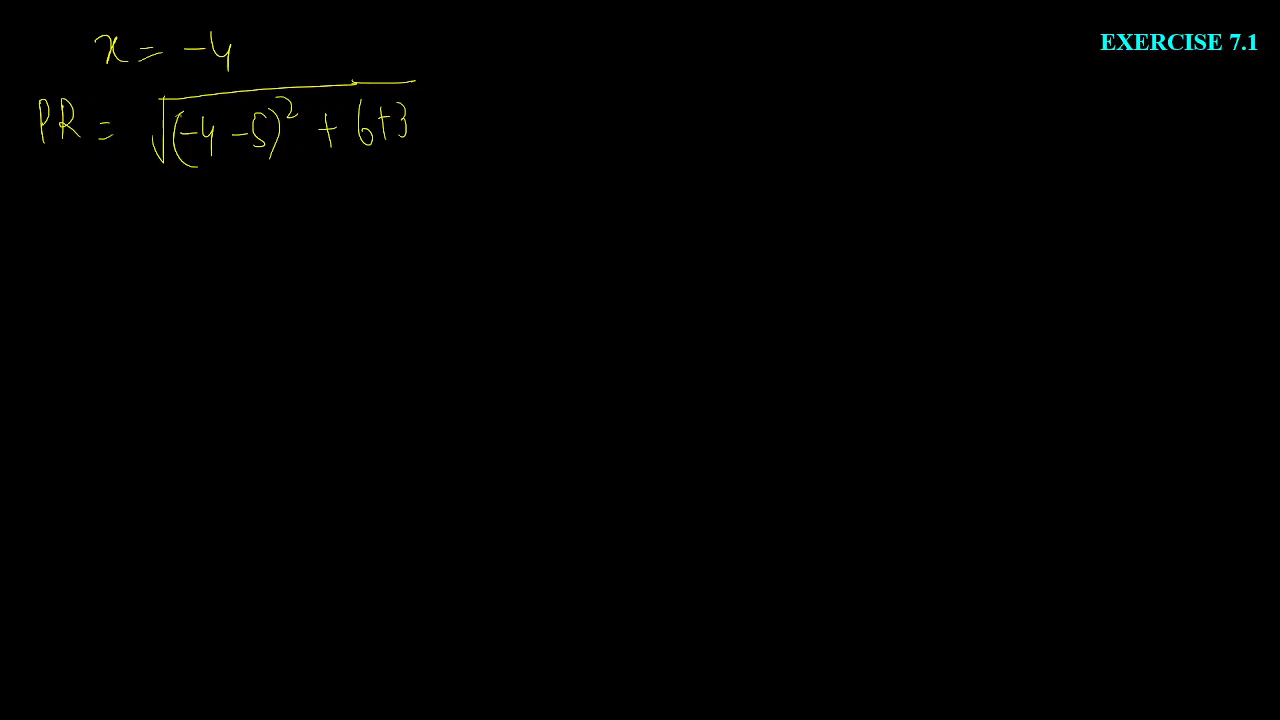 x = -4
EXERCISE 7.1
PR = √(-4 -5)² + 6+3